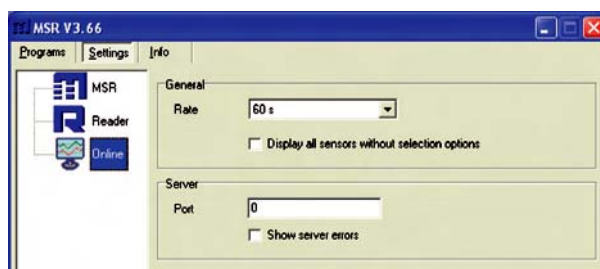 MSR V3.66
Programs Settings Info
MSR
Reader
Online
General
Rate 60 s
Display all sensors without selection options
Server
Port 0
Show server errors